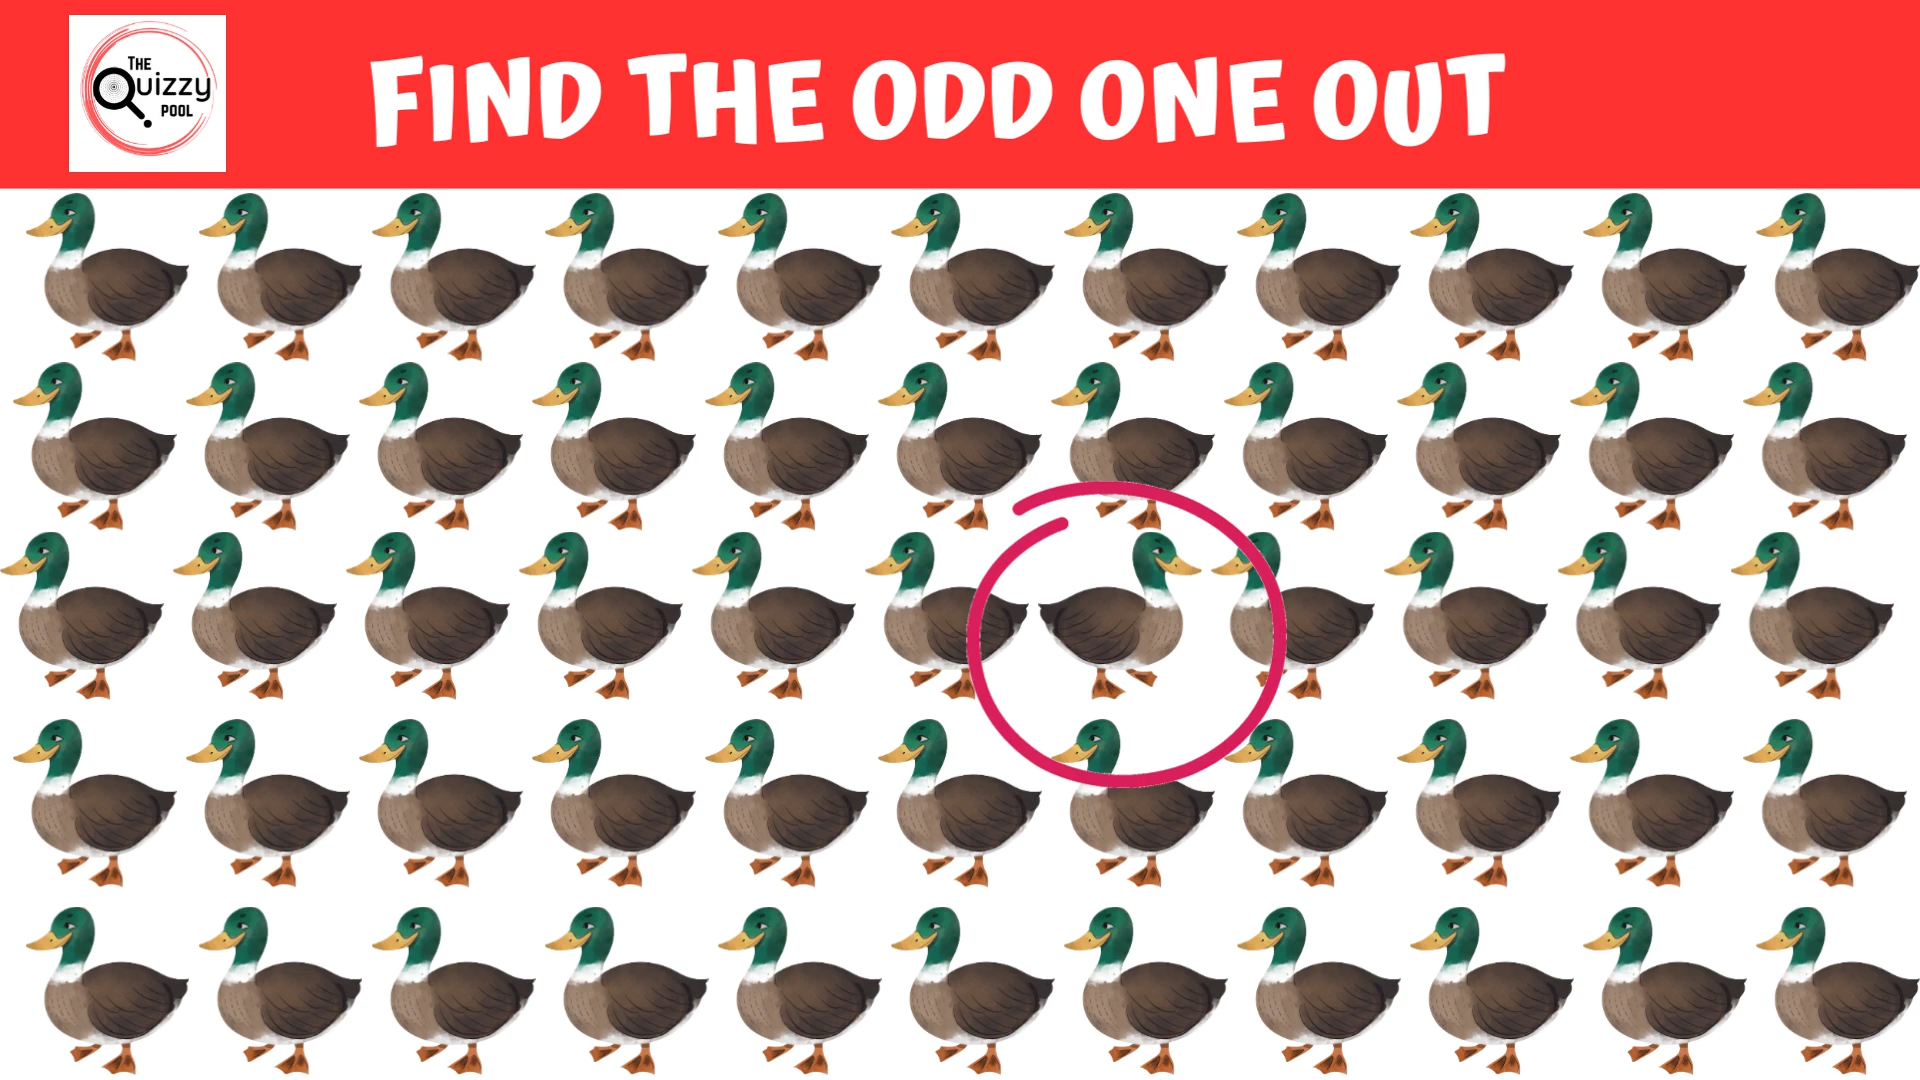 THE
Quizzy
POOL
FIND THE ODD ONE OUT